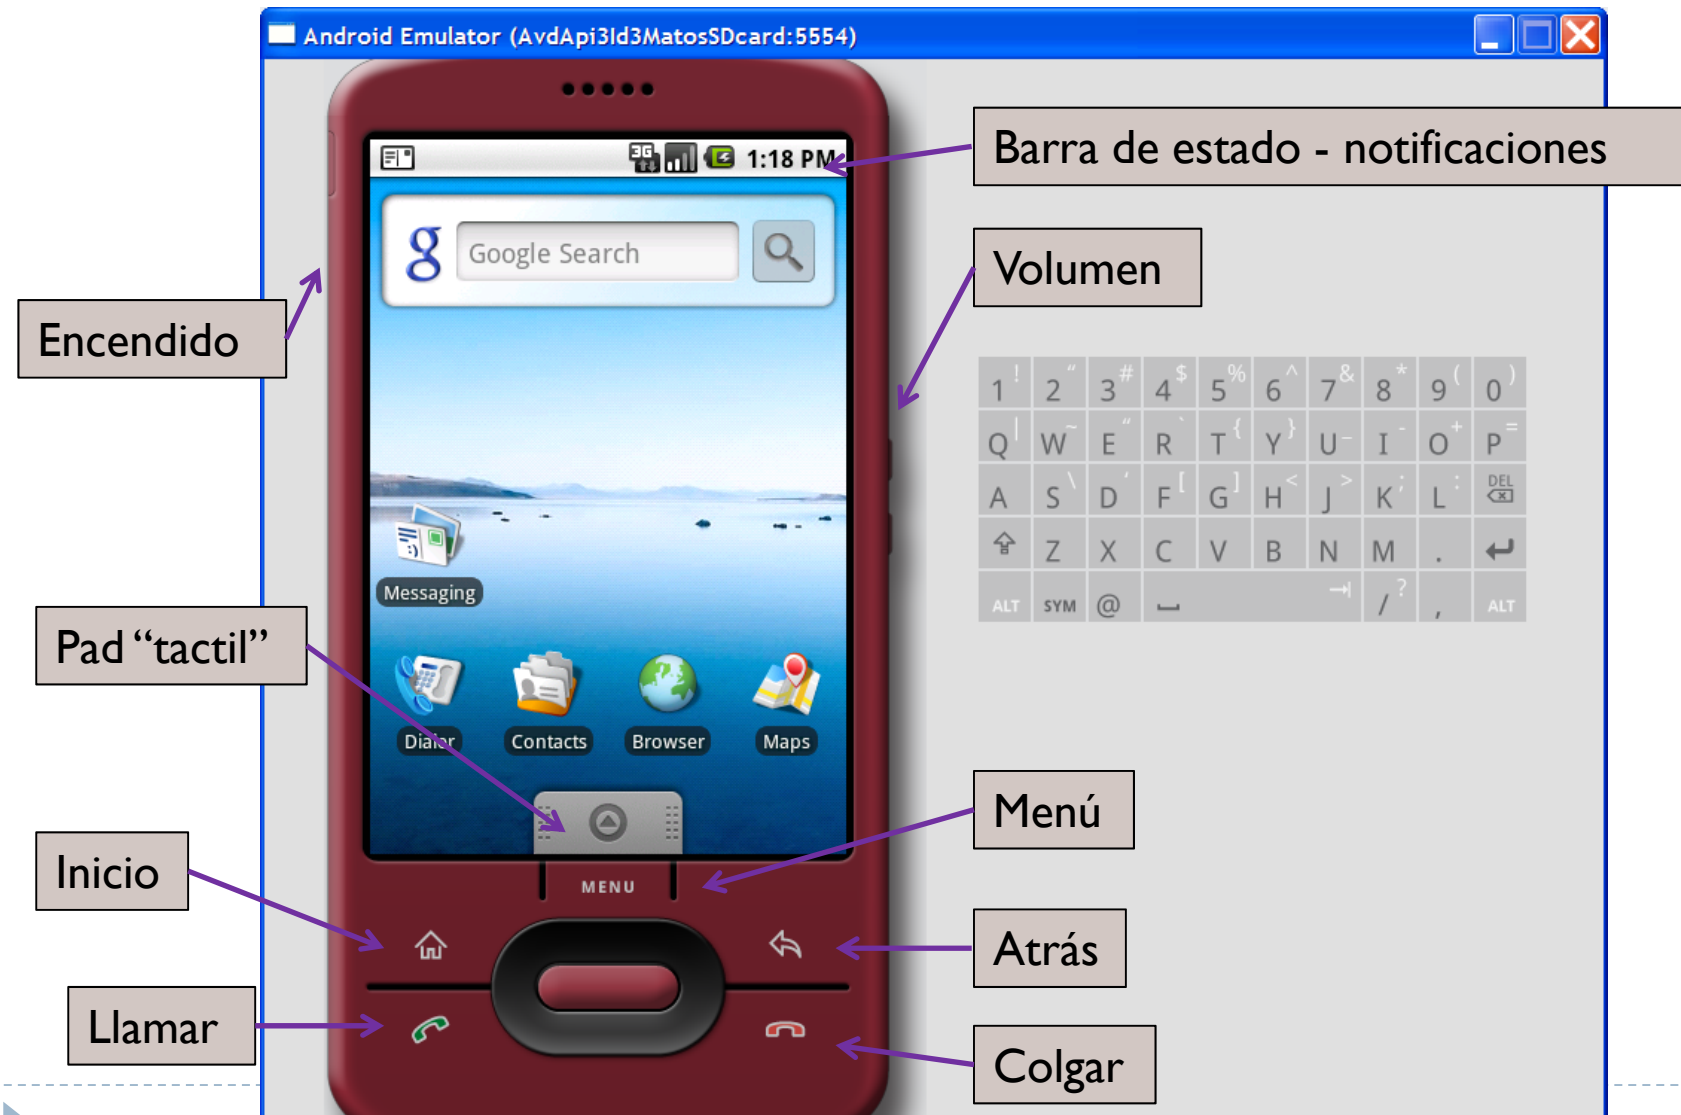 Android Emulator (AvdApi3Id3MatosSDcard:5554)
Barra de estado - notificaciones
3G 1:18 PM
g Google Search
Volumen
Encendido
1 ! 2 “ 3 # 4 $ 5 % 6 ^ 7 & 8 * 9 ( 0 )
Q | W ~ E “ R ` T { Y } U _ I - O + P =
A S \ D ‘ F [ G ] H < J > K ; L : DEL
Z X C V B N M .
ALT SYM @ / ? , ALT
Messaging
Pad “tactil”
Dialer Contacts Browser Maps
Menú
Inicio
MENU
Atrás
Llamar
Colgar